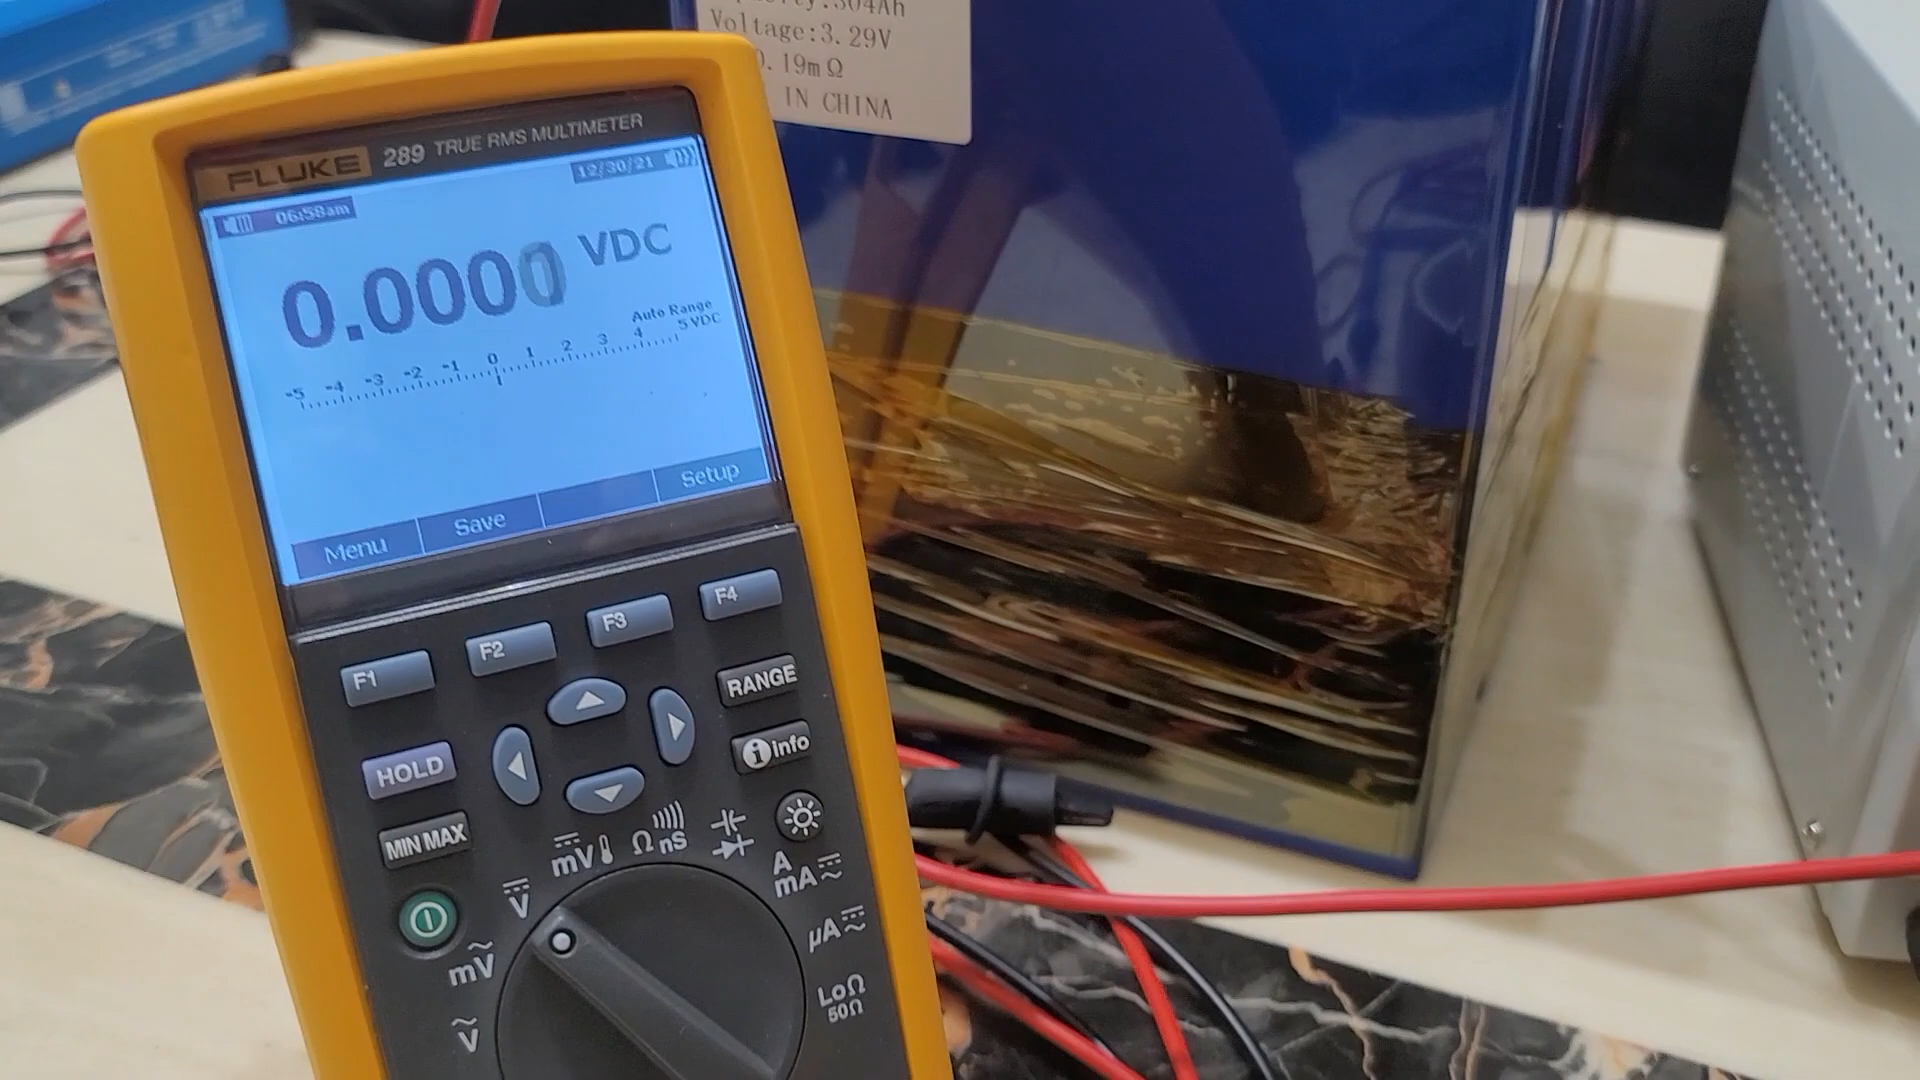 304Ah
Voltage:3.29V
0.19mΩ
IN CHINA
FLUKE 289 TRUE RMS MULTIMETER
06:58am 12/30/21
VDC
Auto Range
5 VDC
-5 -4 -3 -2 -1 0 1 2 3 4
Menu Save Setup
F1 F2 F3 F4
RANGE
HOLD
info
MIN MAX
mV Ω nS
V
A
mA
mV
µA
V
LoΩ
50Ω